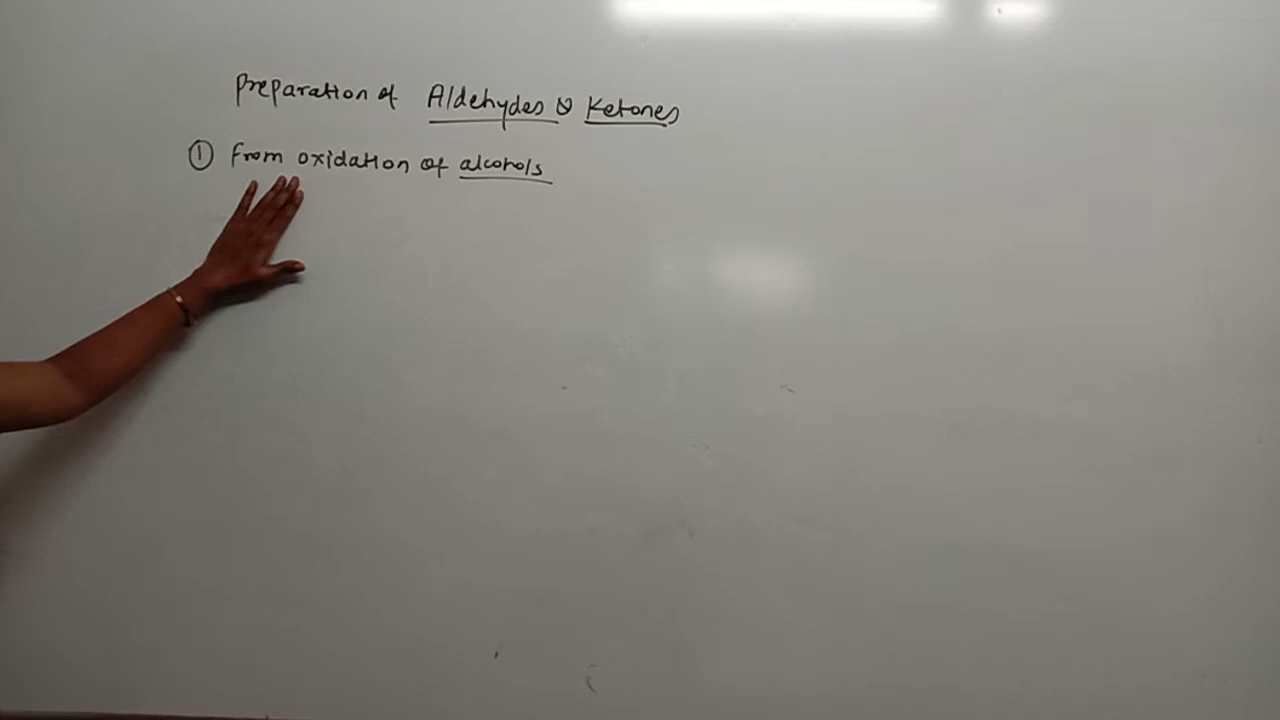 Preparation of Aldehydes & Ketones
① From oxidation of alcohols